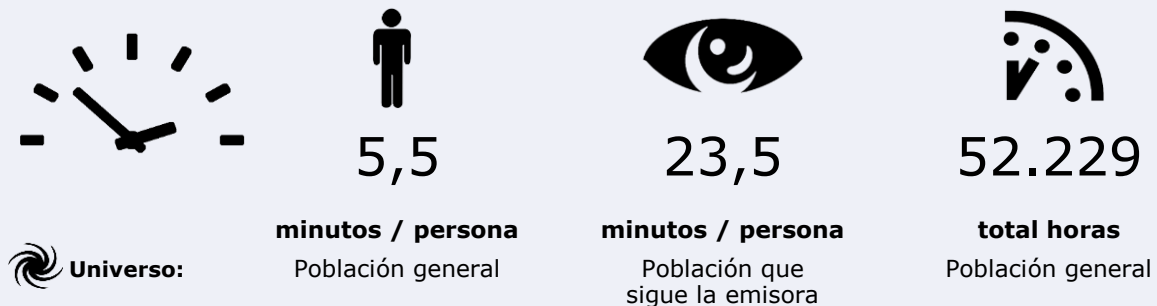 5,5
23,5
52.229
minutos / persona
minutos / persona
total horas
Universo:
Población general
Población que
sigue la emisora
Población general